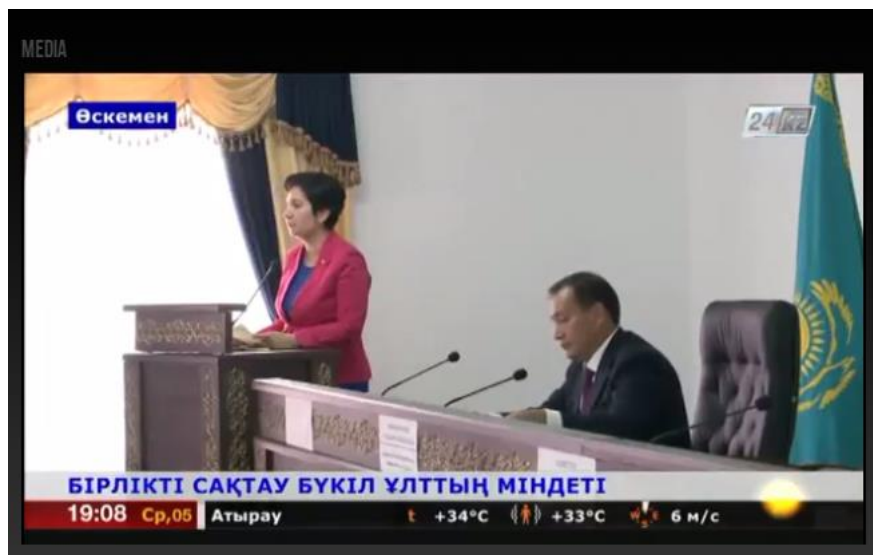 MEDIA
Өскемен
24 kz
БІРЛІКТІ САҚТАУ БҮКІЛ ҰЛТТЫҢ МІНДЕТІ
19:08 Ср,05 Атырау t +34°C +33°C W S E 6 м/с